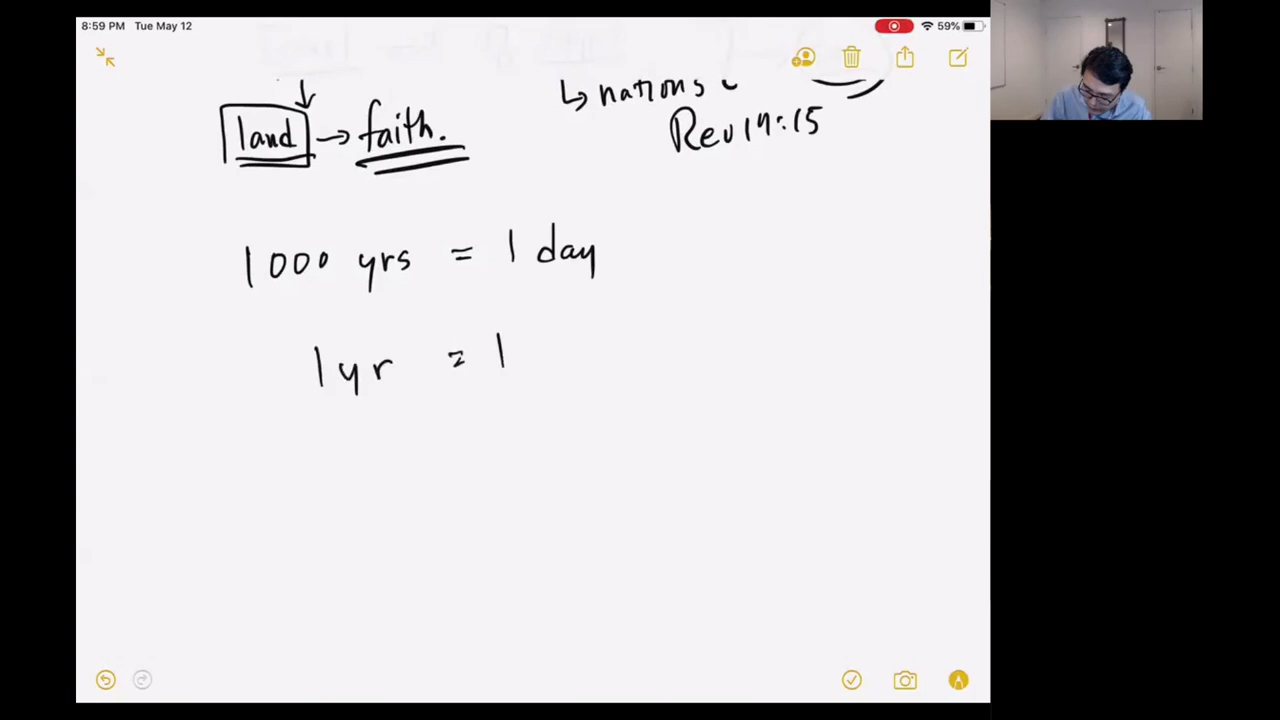 8:59 PM Tue May 12 59%
↳ nations
land → faith.
Rev 17:15
1000 yrs = 1 day
1 yr = 1